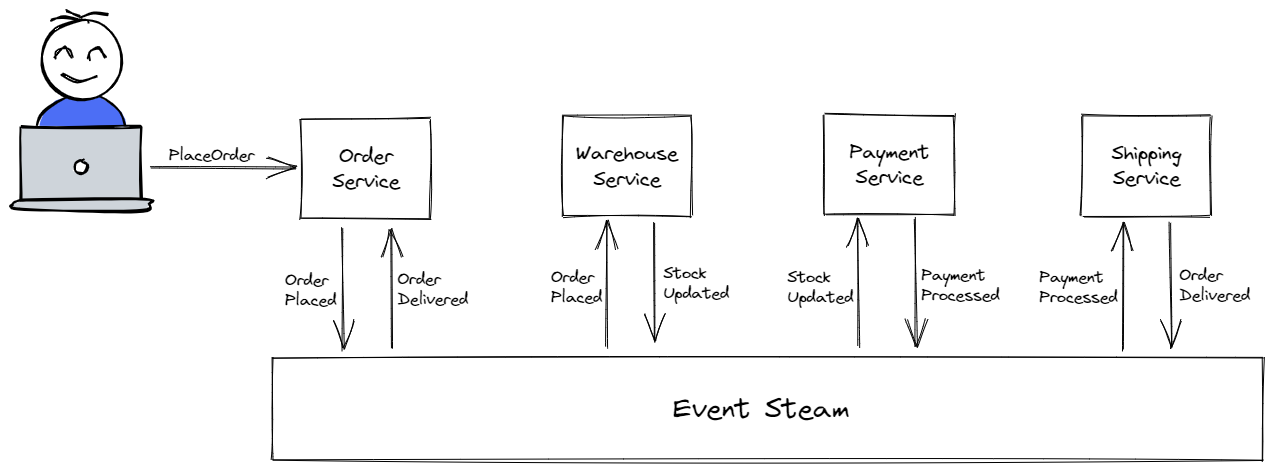 PlaceOrder
Order
Service
Warehouse
Service
Payment
Service
Shipping
Service
Order
Placed
Order
Delivered
Order
Placed
Stock
Updated
Stock
Updated
Payment
Processed
Payment
Processed
Order
Delivered
Event Steam